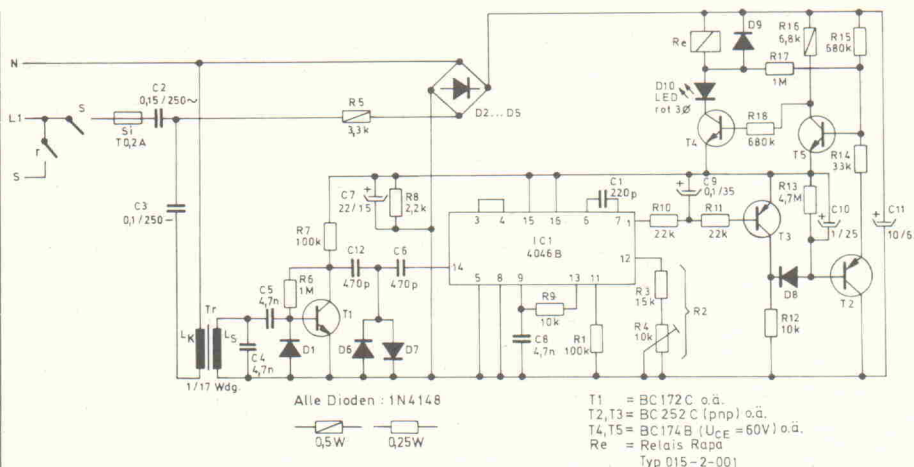 N
L1
S
S
r
Si
T0,2A
C2
0,15/250~
C3
0,1/250~
R5
3,3k
D2...D5
Re
D9
R16
6,8k
R15
680k
R17
1M
D10
LED
rot 3Ø
T4
R18
680k
T5
R14
33k
C7
22/15
R8
2,2k
C1
220p
C9
0,1/35
R13
4,7M
C10
1/25
C11
R7
100k
3
4
15
16
6
7
1
R10
22k
R11
22k
T3
IC1
4046B
C12
470p
C6
470p
14
12
R6
1M
C5
4,7n
T1
5
8
9
13
11
R9
10k
R3
15k
R2
D8
T2
Tr
LK
LS
C4
4,7n
D1
D6
D7
C8
4,7n
R1
100k
R4
10k
R12
10k
1/17 Wdg.
Alle Dioden : 1N4148
0,5W
0,25W
T1 = BC172C o.ä.
T2,T3 = BC252C (pnp) o.ä.
T4,T5 = BC174B (UCE =60V) o.ä.
Re = Relais Rapa
Typ 015-2-001